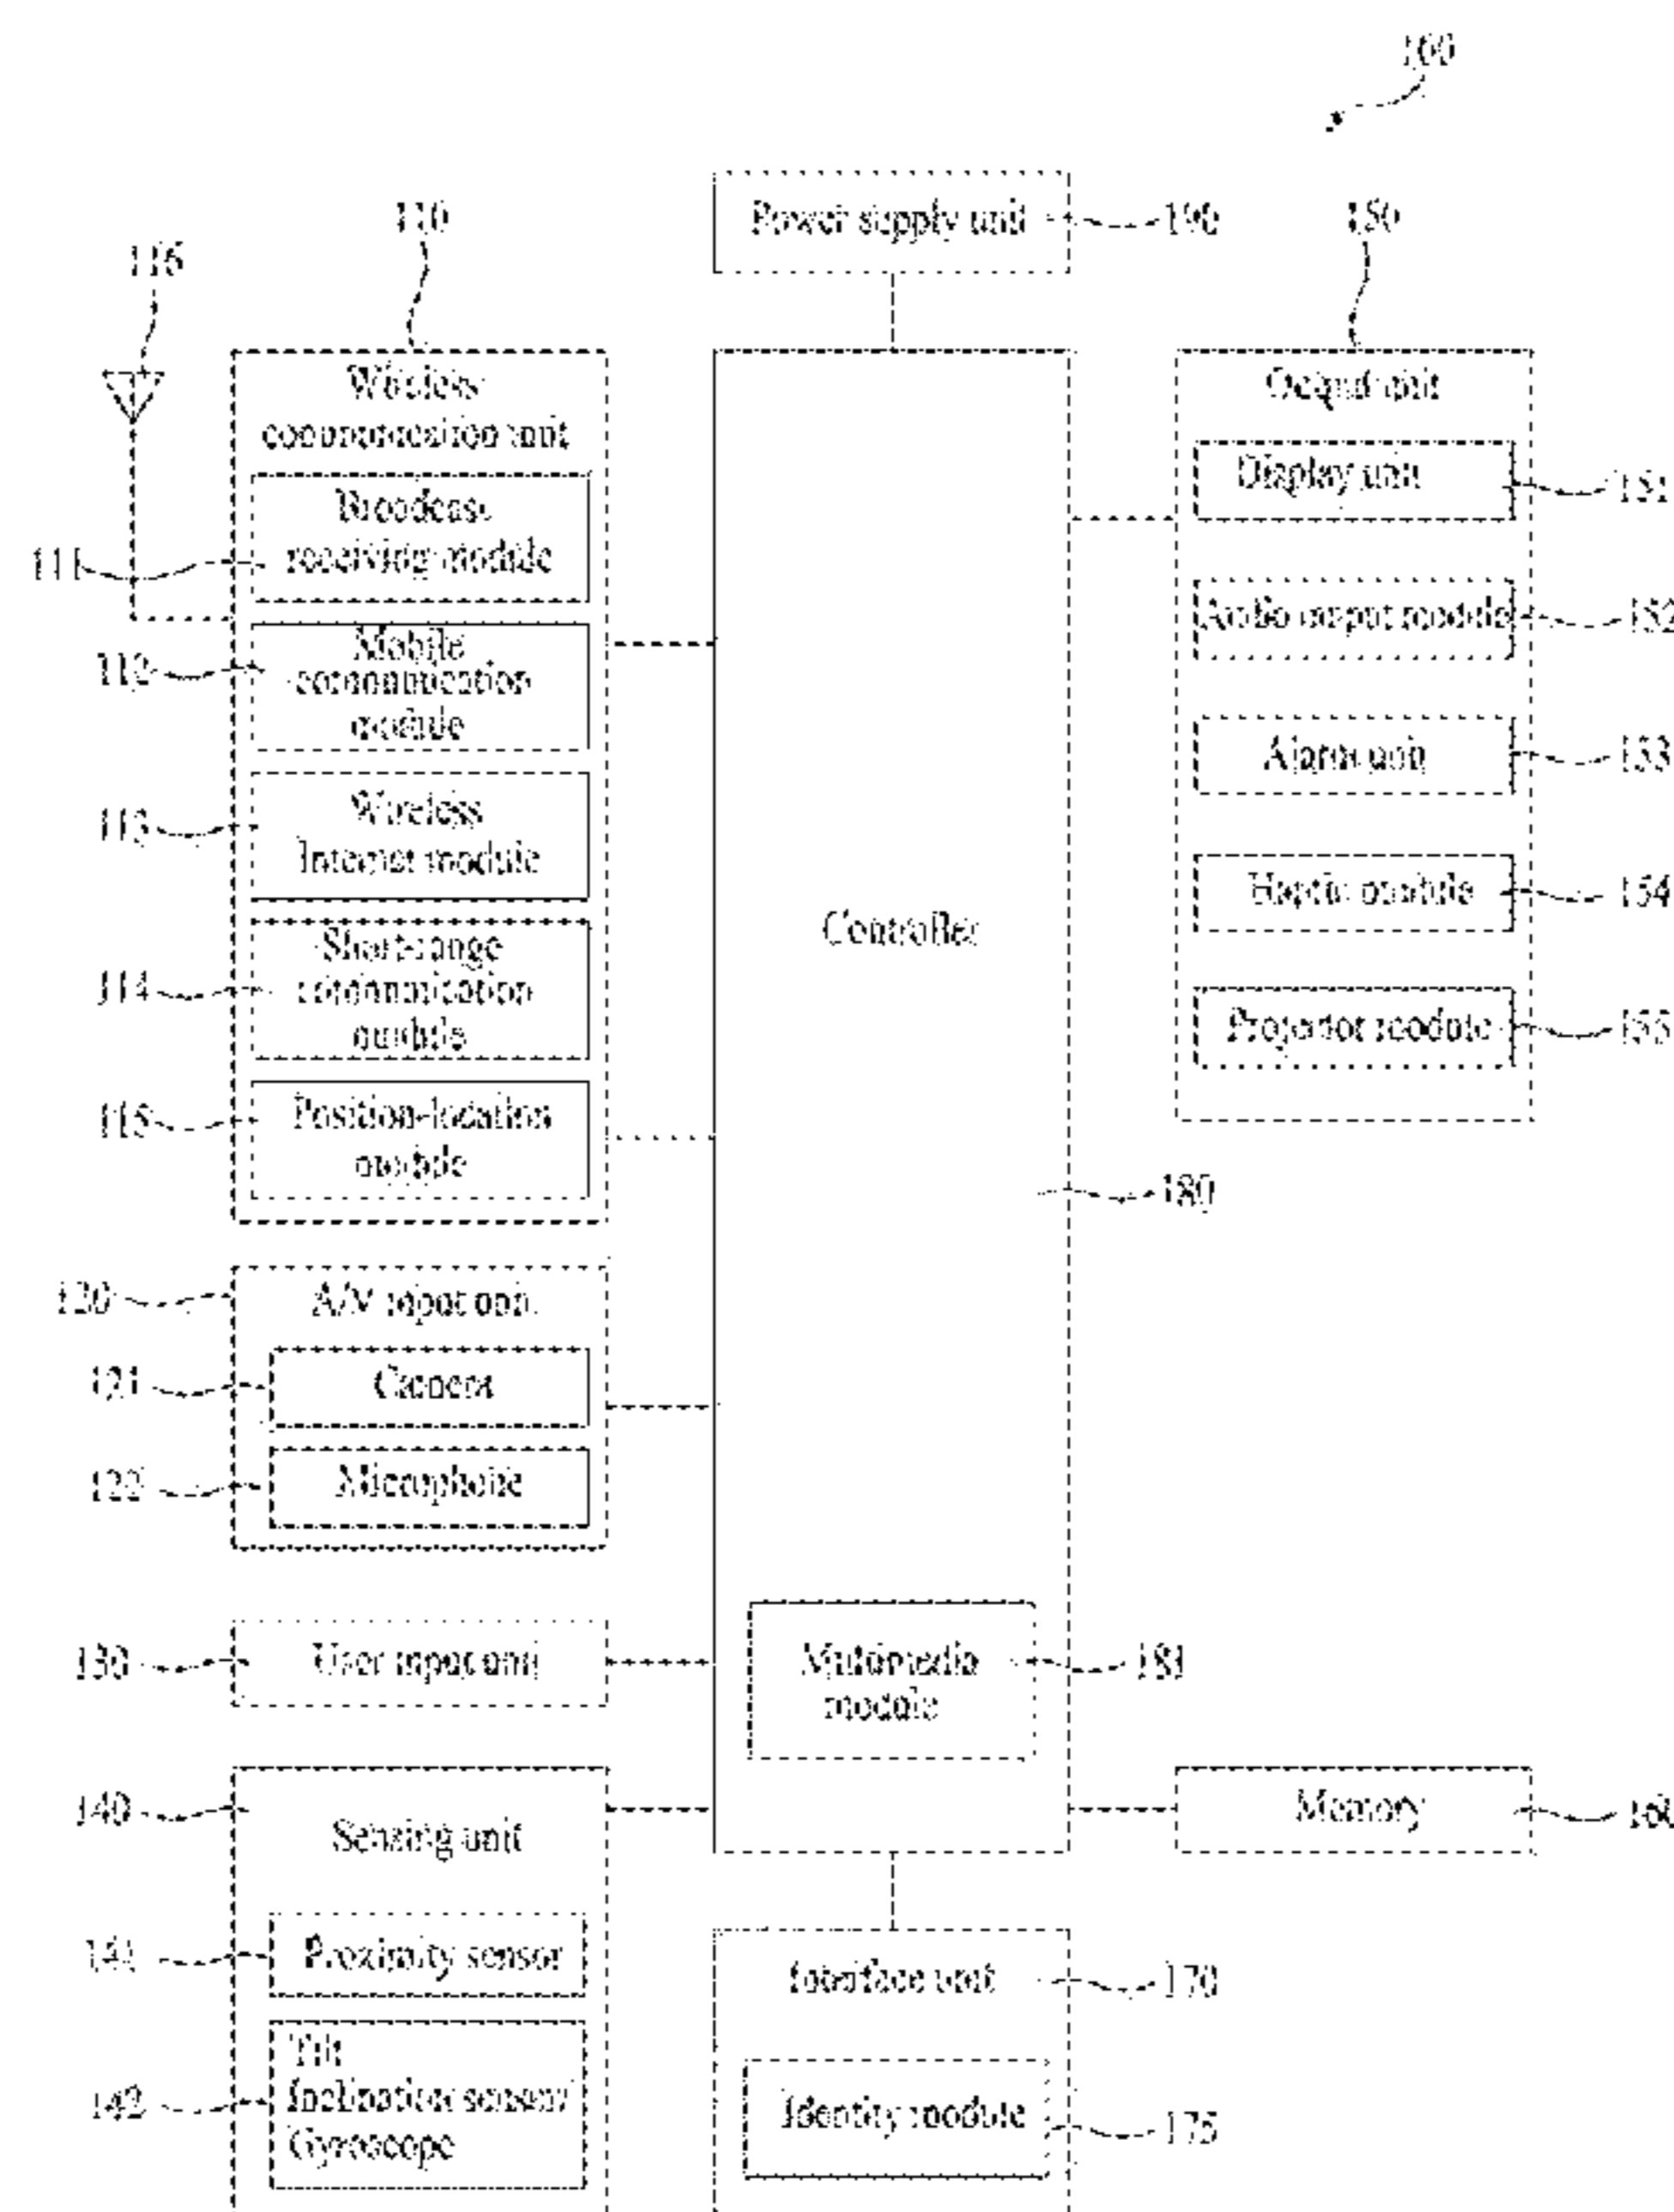 100
Power supply unit
190
110
150
116
Wireless
communication unit
Output unit
Display unit
151
Broadcast
receiving module
111
Audio output module
152
Mobile
communication
module
112
Alarm unit
153
Wireless
Internet module
113
Haptic module
154
Controller
Short-range
communication
module
114
Projector module
155
Position-location
module
115
180
120
A/V input unit
121
Camera
122
Microphone
130
User input unit
Multimedia
module
181
140
Sensing unit
Memory
160
141
Proximity sensor
Interface unit
170
Tilt
Inclination sensor/
Gyroscope
142
Identity module
175